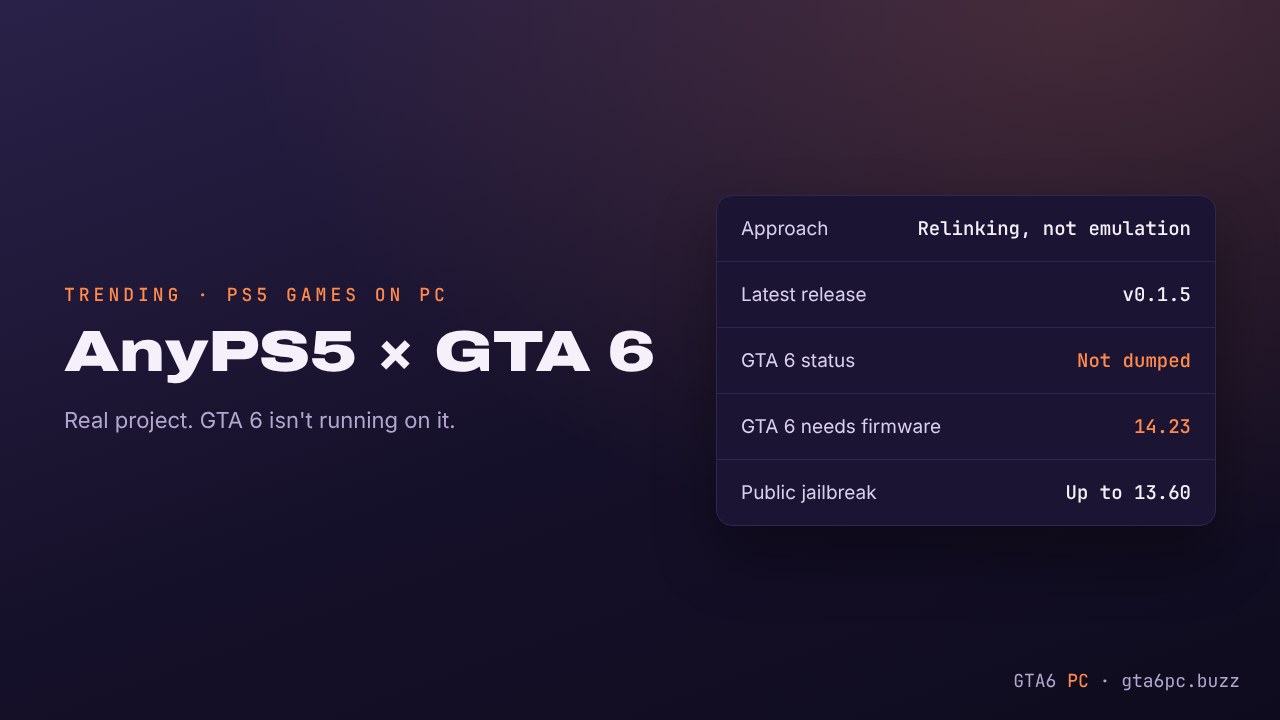 TRENDING · PS5 GAMES ON PC
AnyPS5 × GTA 6
Real project. GTA 6 isn't running on it.
Approach Relinking, not emulation
Latest release v0.1.5
GTA 6 status Not dumped
GTA 6 needs firmware 14.23
Public jailbreak Up to 13.60
GTA6 PC · gta6pc.buzz